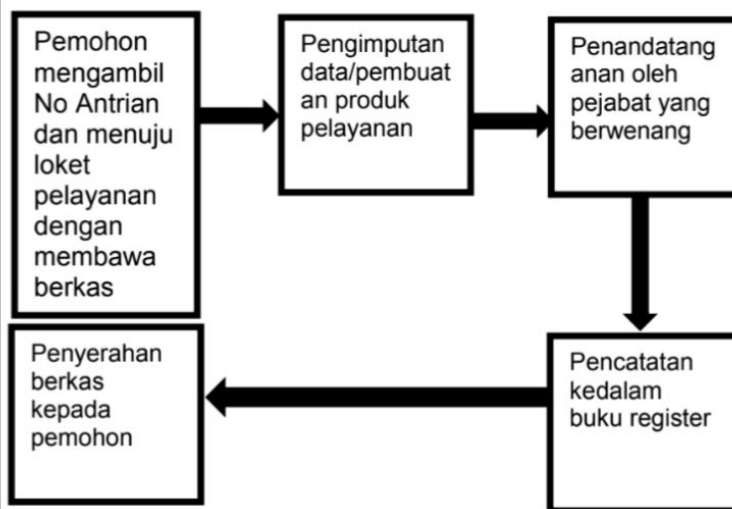 Pemohon
mengambil
No Antrian
dan menuju
loket
pelayanan
dengan
membawa
berkas
Pengimputan
data/pembuat
an produk
pelayanan
Penandatang
anan oleh
pejabat yang
berwenang
Pencatatan
kedalam
buku register
Penyerahan
berkas
kepada
pemohon